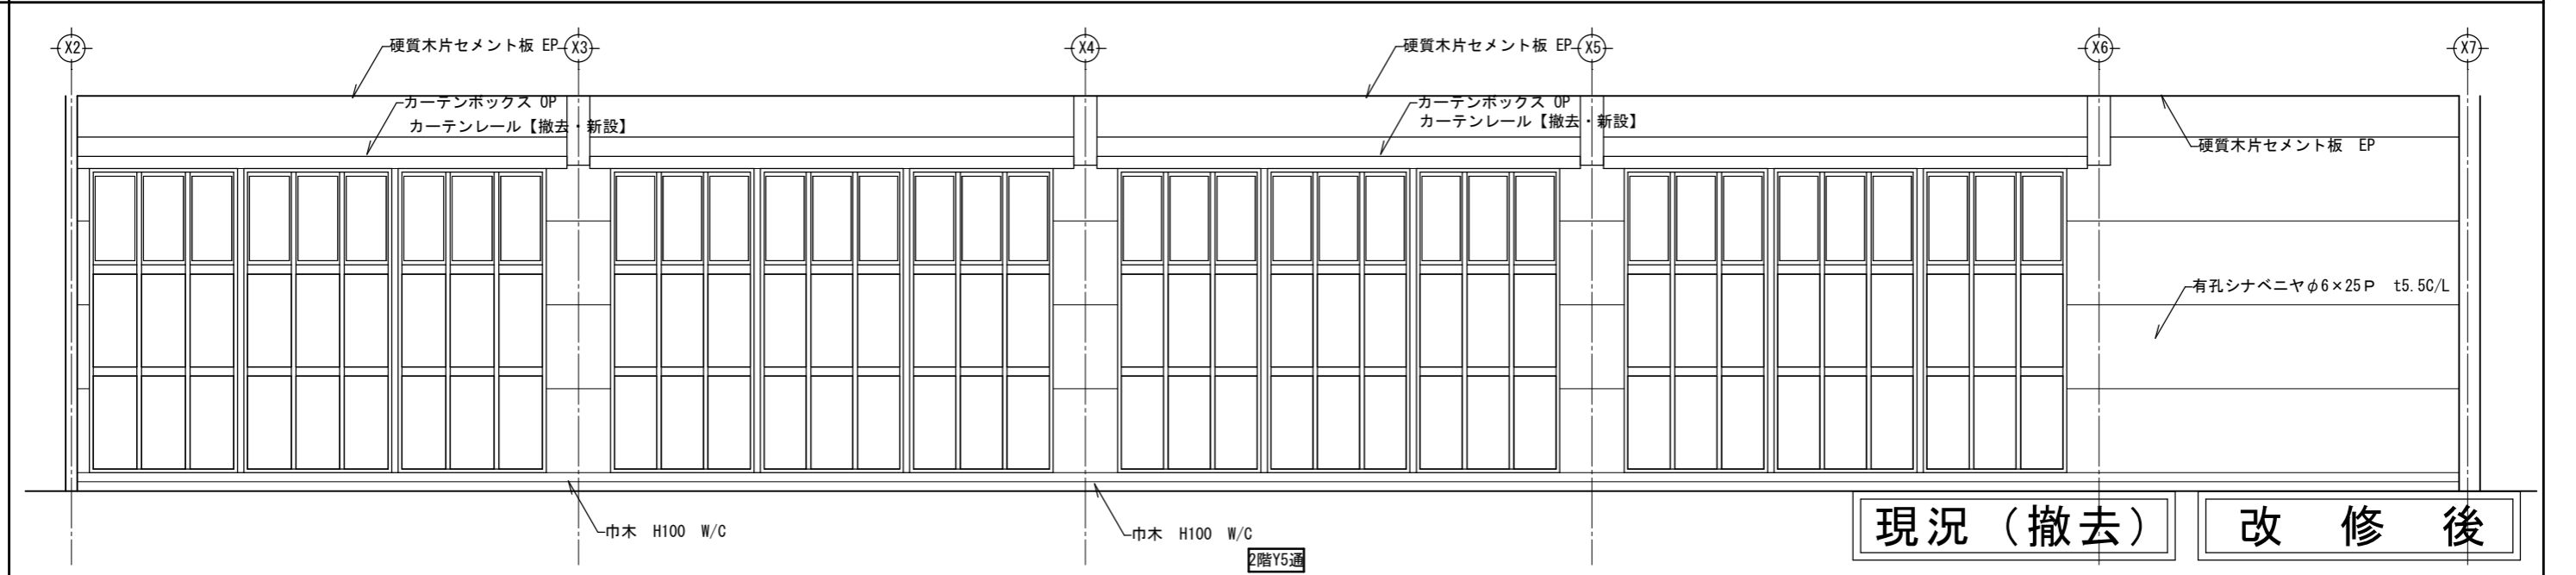 X2
硬質木片セメント板 EP
X3
X4
硬質木片セメント板 EP
X5
X6
X7
カーテンボックス OP
カーテンレール【撤去・新設】
カーテンボックス OP
カーテンレール【撤去・新設】
硬質木片セメント板 EP
有孔シナベニヤφ6×25P t5.5C/L
巾木 H100 W/C
巾木 H100 W/C
2階Y5通
現況（撤去）
改修後